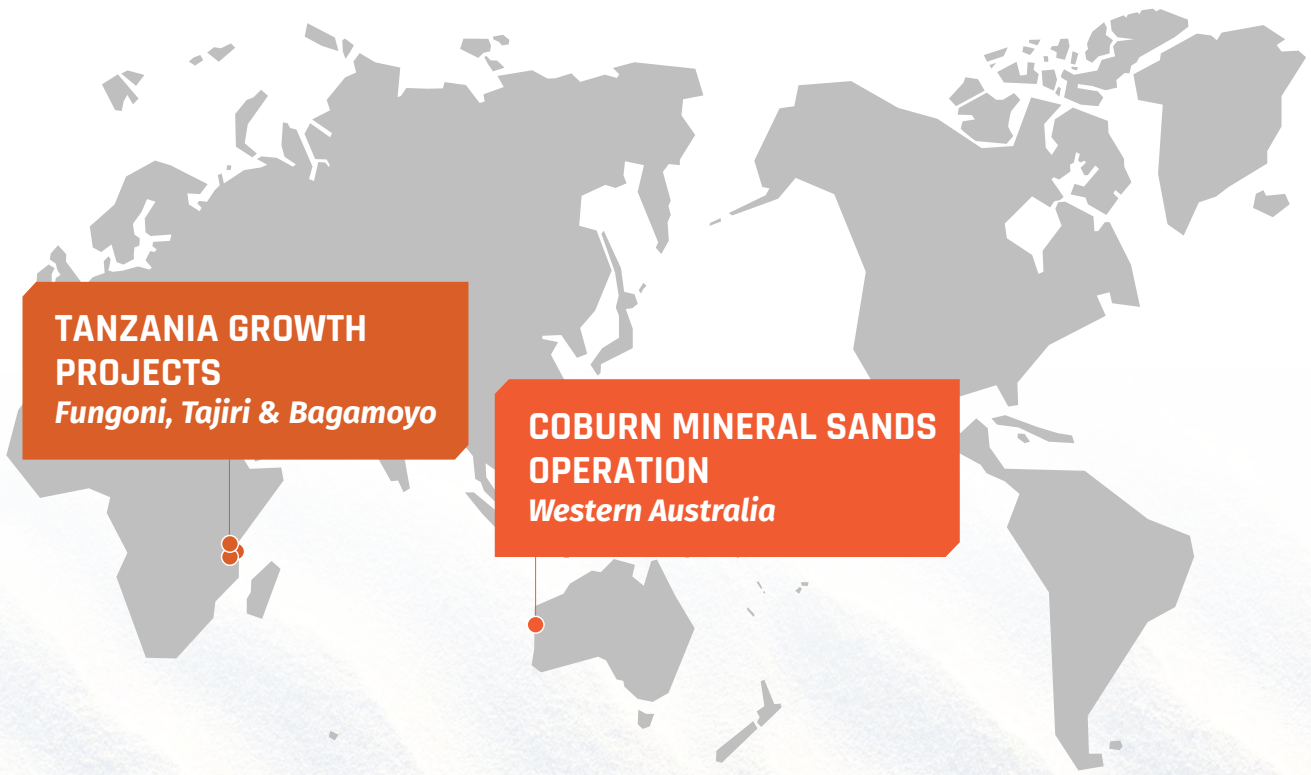 TANZANIA GROWTH
PROJECTS
Fungoni, Tajiri & Bagamoyo
COBURN MINERAL SANDS
OPERATION
Western Australia